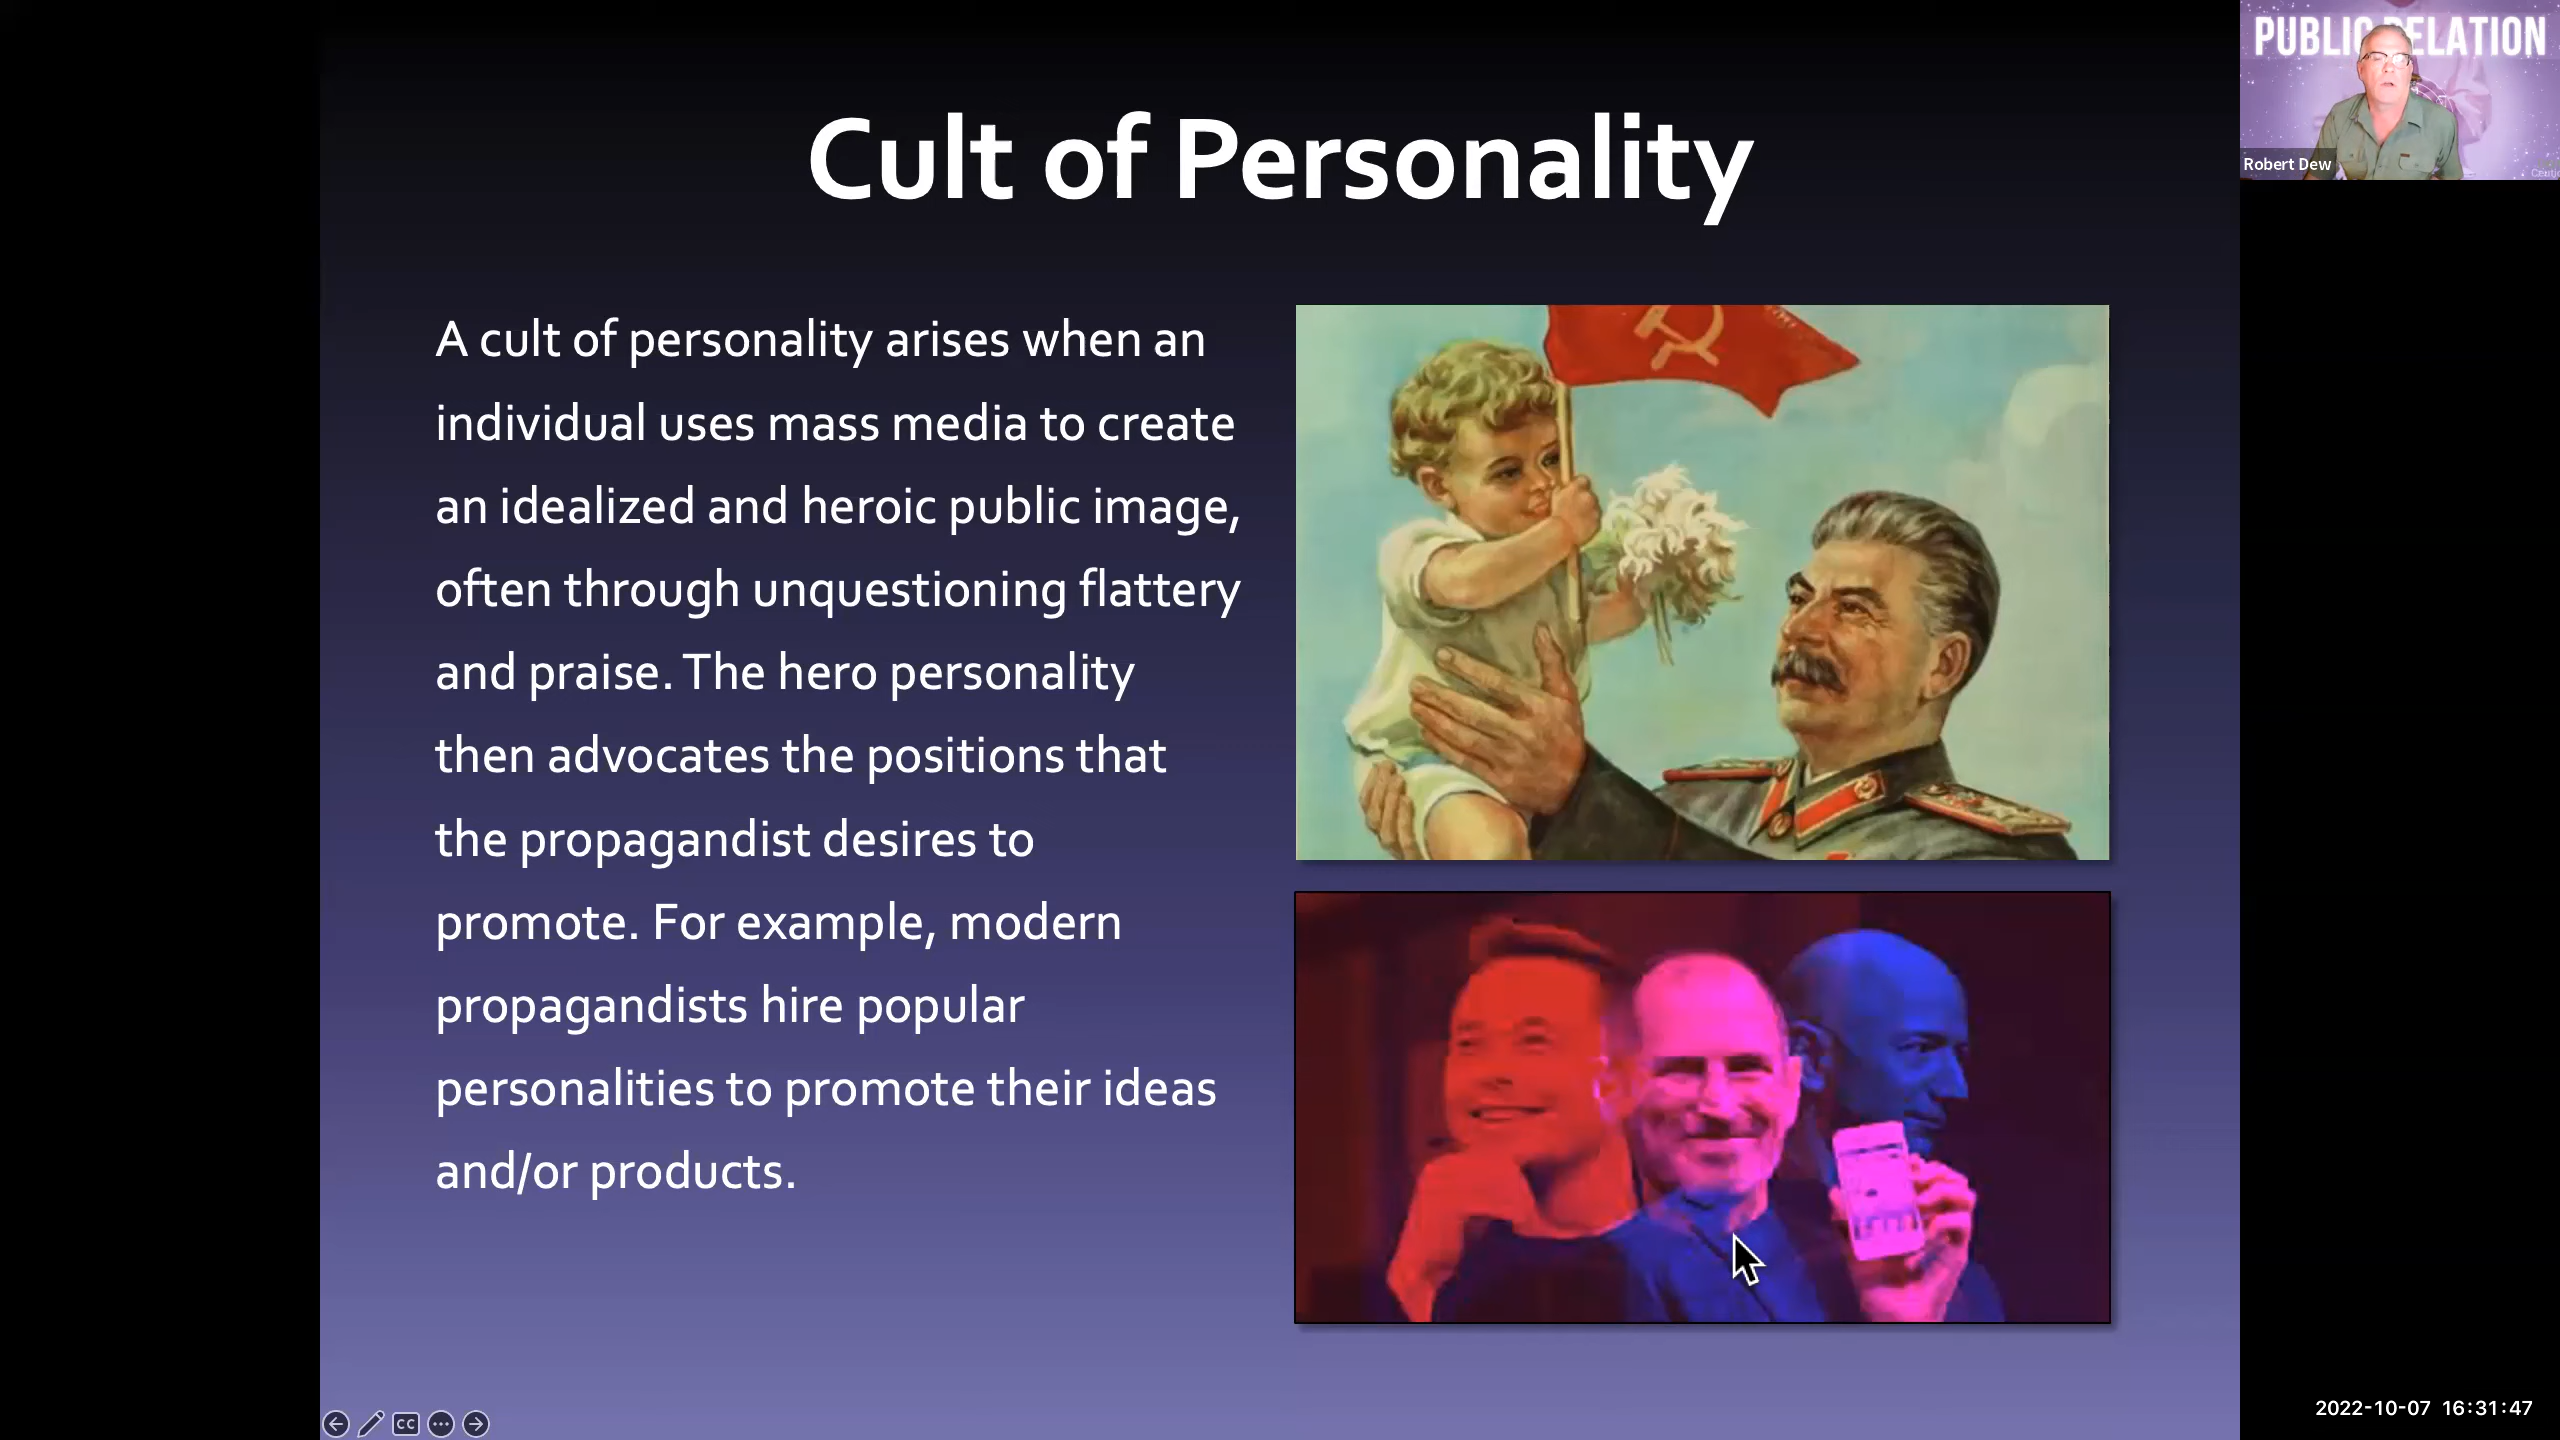 PUBLIC RELATION
Robert Dew
Cult of Personality
A cult of personality arises when an
individual uses mass media to create
an idealized and heroic public image,
often through unquestioning flattery
and praise. The hero personality
then advocates the positions that
the propagandist desires to
promote. For example, modern
propagandists hire popular
personalities to promote their ideas
and/or products.
CC
2022-10-07 16:31:47